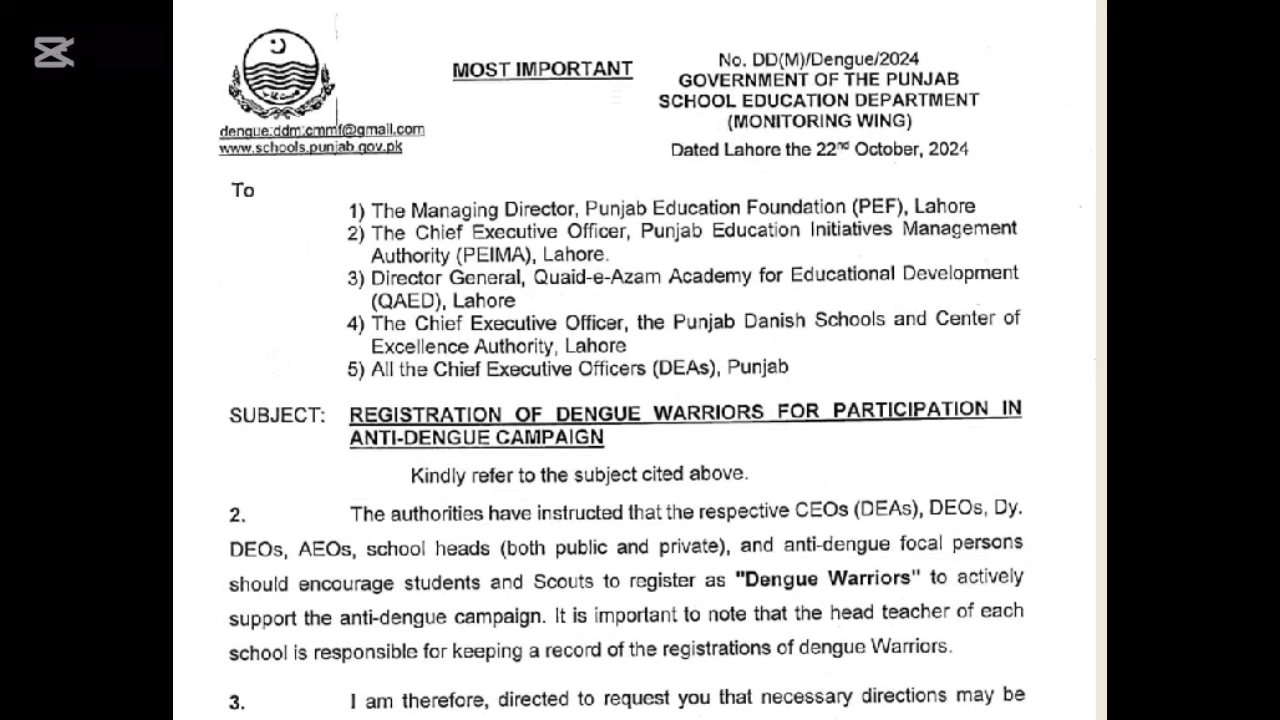 MOST IMPORTANT
No. DD(M)/Dengue/2024
GOVERNMENT OF THE PUNJAB
SCHOOL EDUCATION DEPARTMENT
(MONITORING WING)
Dated Lahore the 22nd October, 2024
dengue.ddm.cmmf@gmail.com
www.schools.punjab.gov.pk
To
1) The Managing Director, Punjab Education Foundation (PEF), Lahore
2) The Chief Executive Officer, Punjab Education Initiatives Management
Authority (PEIMA), Lahore.
3) Director General, Quaid-e-Azam Academy for Educational Development
(QAED), Lahore
4) The Chief Executive Officer, the Punjab Danish Schools and Center of
Excellence Authority, Lahore
5) All the Chief Executive Officers (DEAs), Punjab
SUBJECT: REGISTRATION OF DENGUE WARRIORS FOR PARTICIPATION IN
ANTI-DENGUE CAMPAIGN
Kindly refer to the subject cited above.
2. The authorities have instructed that the respective CEOs (DEAs), DEOs, Dy.
DEOs, AEOs, school heads (both public and private), and anti-dengue focal persons
should encourage students and Scouts to register as "Dengue Warriors" to actively
support the anti-dengue campaign. It is important to note that the head teacher of each
school is responsible for keeping a record of the registrations of dengue Warriors.
3. I am therefore, directed to request you that necessary directions may be